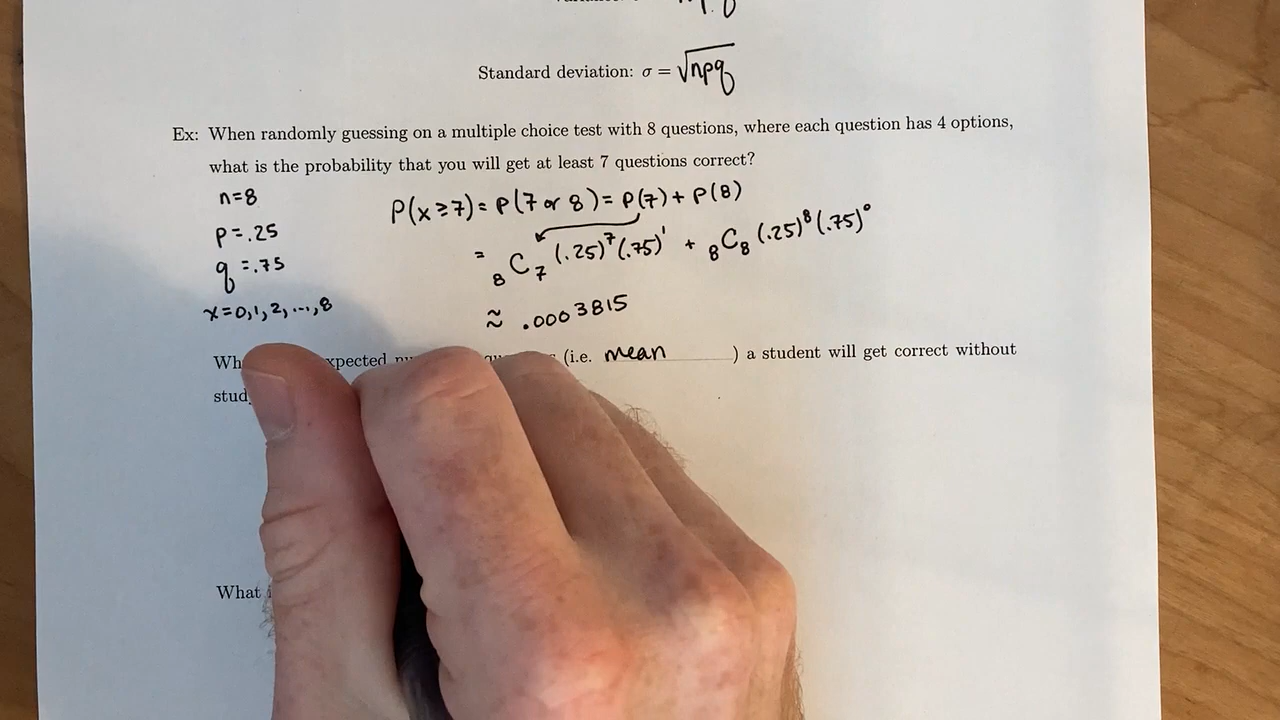 Standard deviation: σ = √npq
Ex: When randomly guessing on a multiple choice test with 8 questions, where each question has 4 options,
what is the probability that you will get at least 7 questions correct?
n=8
P(x≥7)= P(7 or 8)= P(7)+ P(8)
p=.25
= ₈C₇ (.25)⁷(.75)¹ + ₈C₈ (.25)⁸(.75)⁰
q=.75
x=0,1,2,...,8
≈ .0003815
(i.e. mean ) a student will get correct without
What